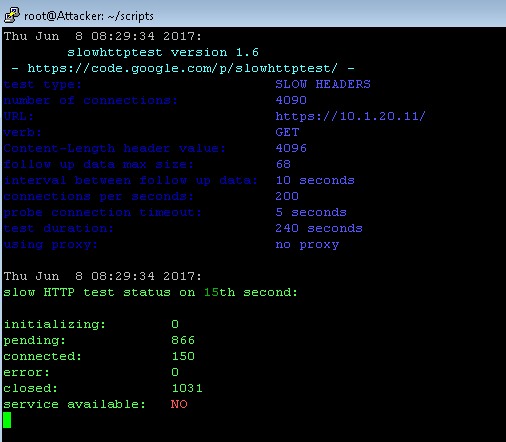 root@Attacker: ~/scripts
Thu Jun  8 08:29:34 2017:
        slowhttptest version 1.6
 - https://code.google.com/p/slowhttptest/ -
test type:                        SLOW HEADERS
number of connections:            4090
URL:                              https://10.1.20.11/
verb:                             GET
Content-Length header value:      4096
follow up data max size:          68
interval between follow up data:  10 seconds
connections per seconds:          200
probe connection timeout:         5 seconds
test duration:                    240 seconds
using proxy:                      no proxy
Thu Jun  8 08:29:34 2017:
slow HTTP test status on 15th second:
initializing:        0
pending:             866
connected:           150
error:               0
closed:              1031
service available:   NO